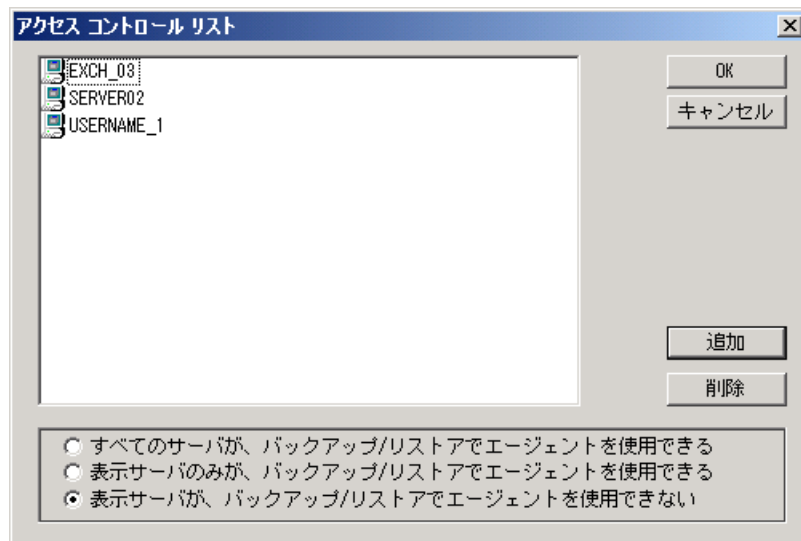 アクセス コントロール リスト
EXCH_03
SERVER02
USERNAME_1
OK
キャンセル
追加
削除
すべてのサーバが、バックアップ/リストアでエージェントを使用できる
表示サーバのみが、バックアップ/リストアでエージェントを使用できる
表示サーバが、バックアップ/リストアでエージェントを使用できない